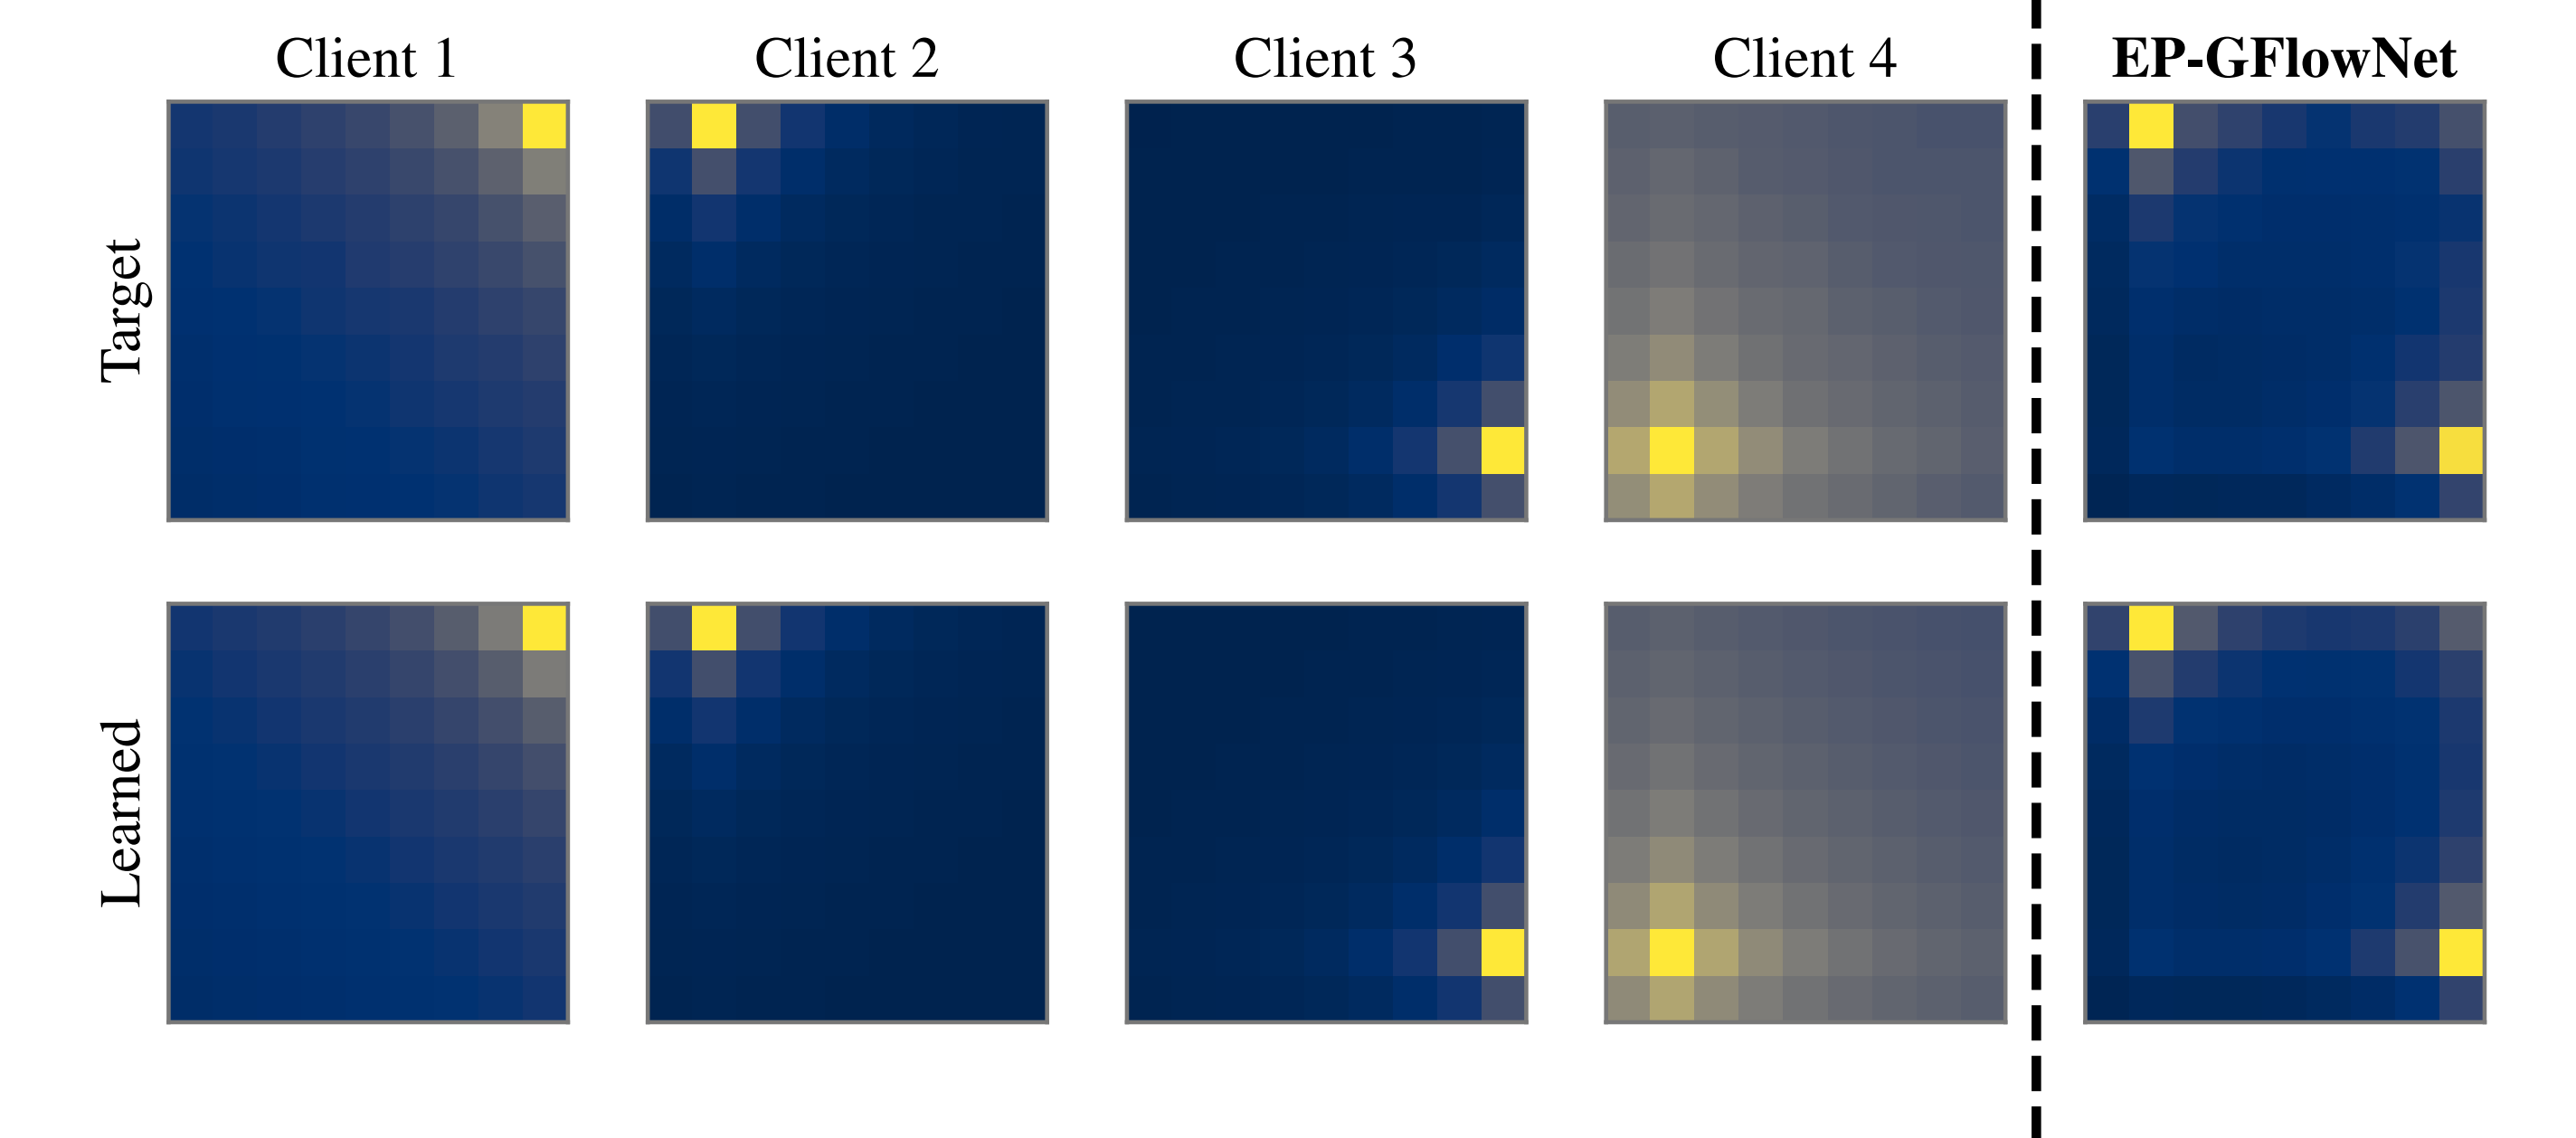 Client 1
Client 2
Client 3
Client 4
EP-GFlowNet
Target
Learned